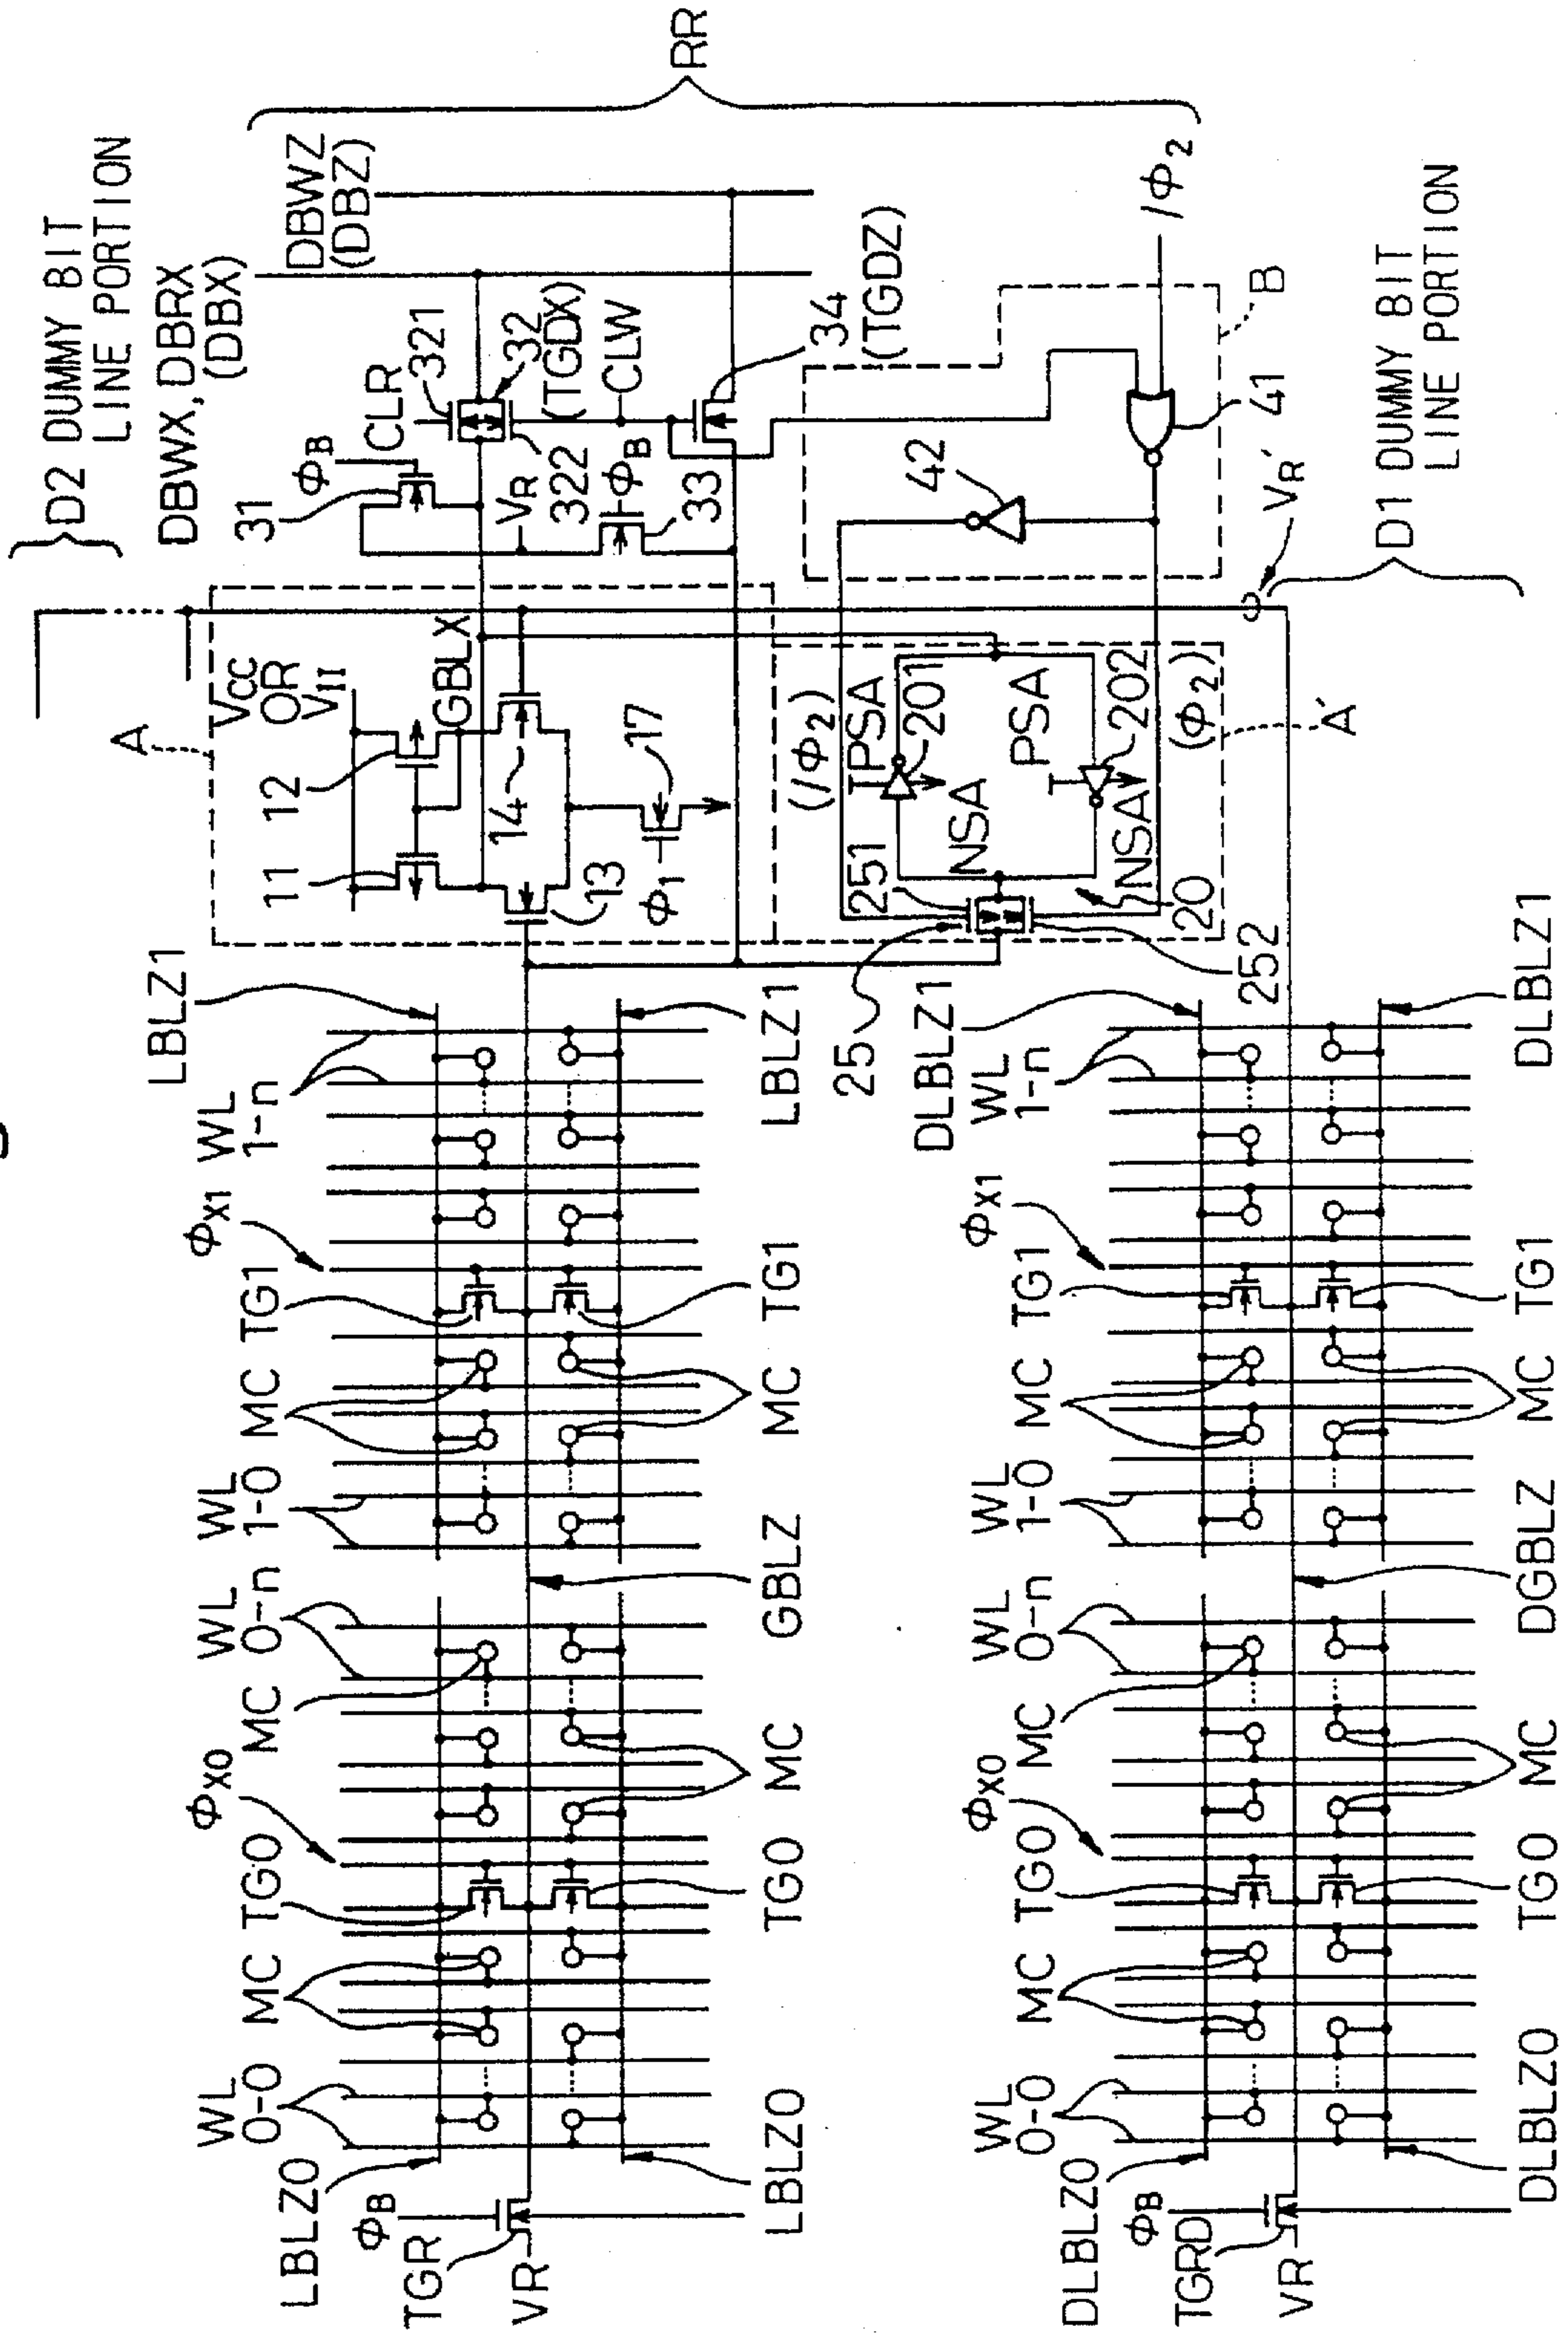 D2 DUMMY BIT
LINE PORTION
DBWX, DBRX
(DBX)
DBWZ
(DBZ)
RR
A
VCC
OR
VII
11
12
GBLX
13
14
17
Φ1
31
ΦB
CLR
321
32
(TGDX)
322
VR
ΦB
33
CLW
34
(TGDZ)
/Φ2
B
41
42
VR'
D1 DUMMY BIT
LINE PORTION
(/Φ2)
PSA
201
NSA
PSA
202
NSA
(Φ2)
A'
20
25
251
252
LBLZ1
WL
1-n
ΦX1
TG1
MC
WL
1-0
WL
0-n
MC
ΦX0
TG0
MC
WL
0-0
LBLZ0
ΦB
TGR
VR
LBLZ1
TG1
MC
GBLZ
MC
TG0
LBLZ0
DLBLZ1
WL
1-n
ΦX1
TG1
MC
WL
1-0
WL
0-n
MC
ΦX0
TG0
MC
WL
0-0
DLBLZ0
ΦB
TGRD
VR
DLBLZ1
TG1
MC
DGBLZ
MC
TG0
DLBLZ0